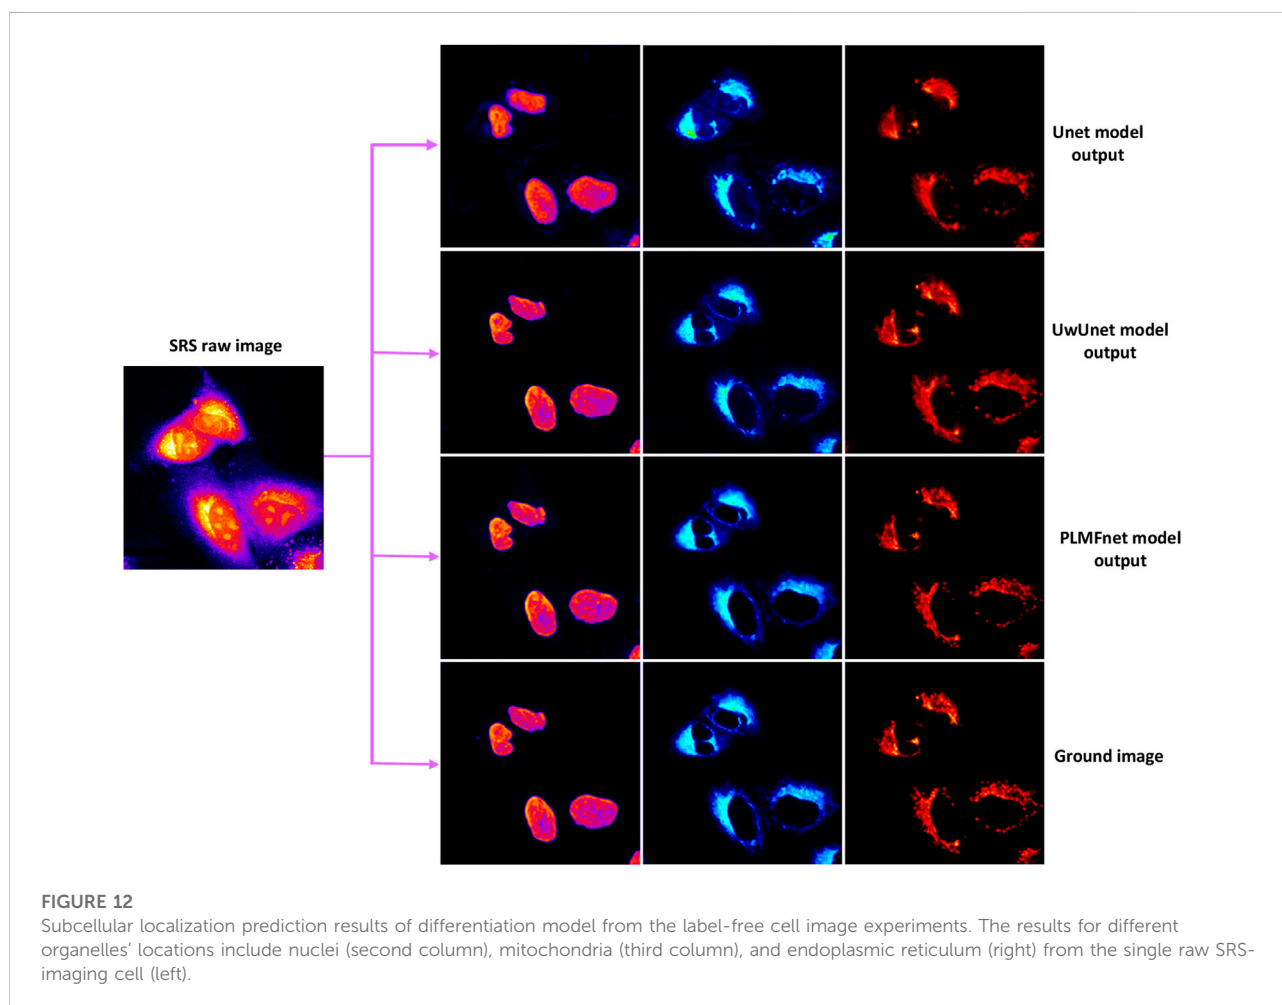 Unet model
output
UwUnet model
output
SRS raw image
PLMFnet model
output
Ground image
FIGURE 12
Subcellular localization prediction results of differentiation model from the label-free cell image experiments. The results for different
organelles’ locations include nuclei (second column), mitochondria (third column), and endoplasmic reticulum (right) from the single raw SRS-
imaging cell (left).